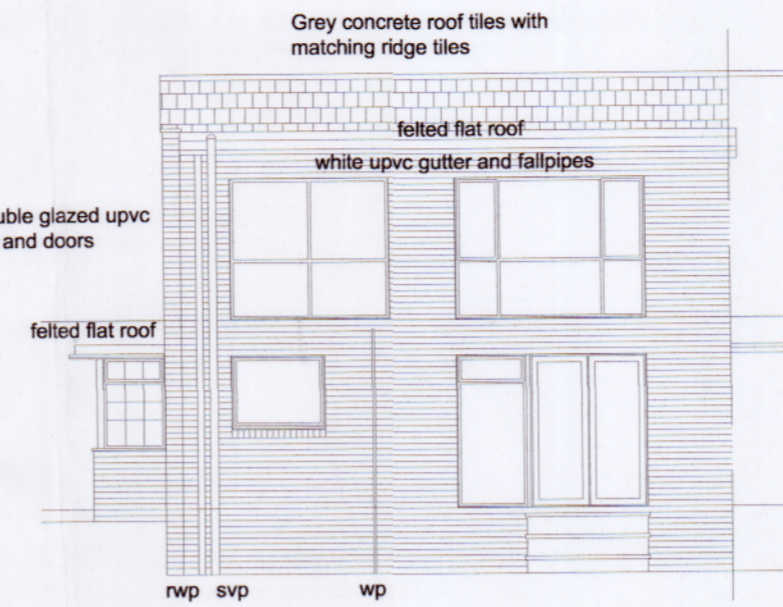 Grey concrete roof tiles with
matching ridge tiles
felted flat roof
white upvc gutter and fallpipes
glazed upvc
and doors
felted flat roof
rwp svp wp